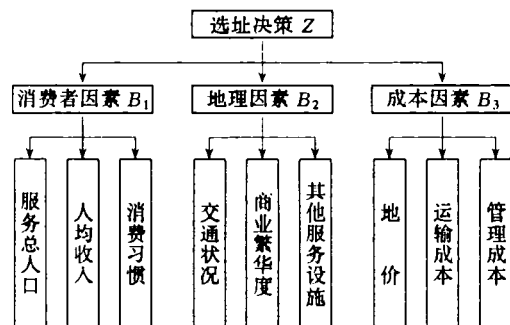 选址决策 Z
消费者因素 B₁
地理因素 B₂
成本因素 B₃
服务总人口
人均收入
消费习惯
交通状况
商业繁华度
其他服务设施
地价
运输成本
管理成本